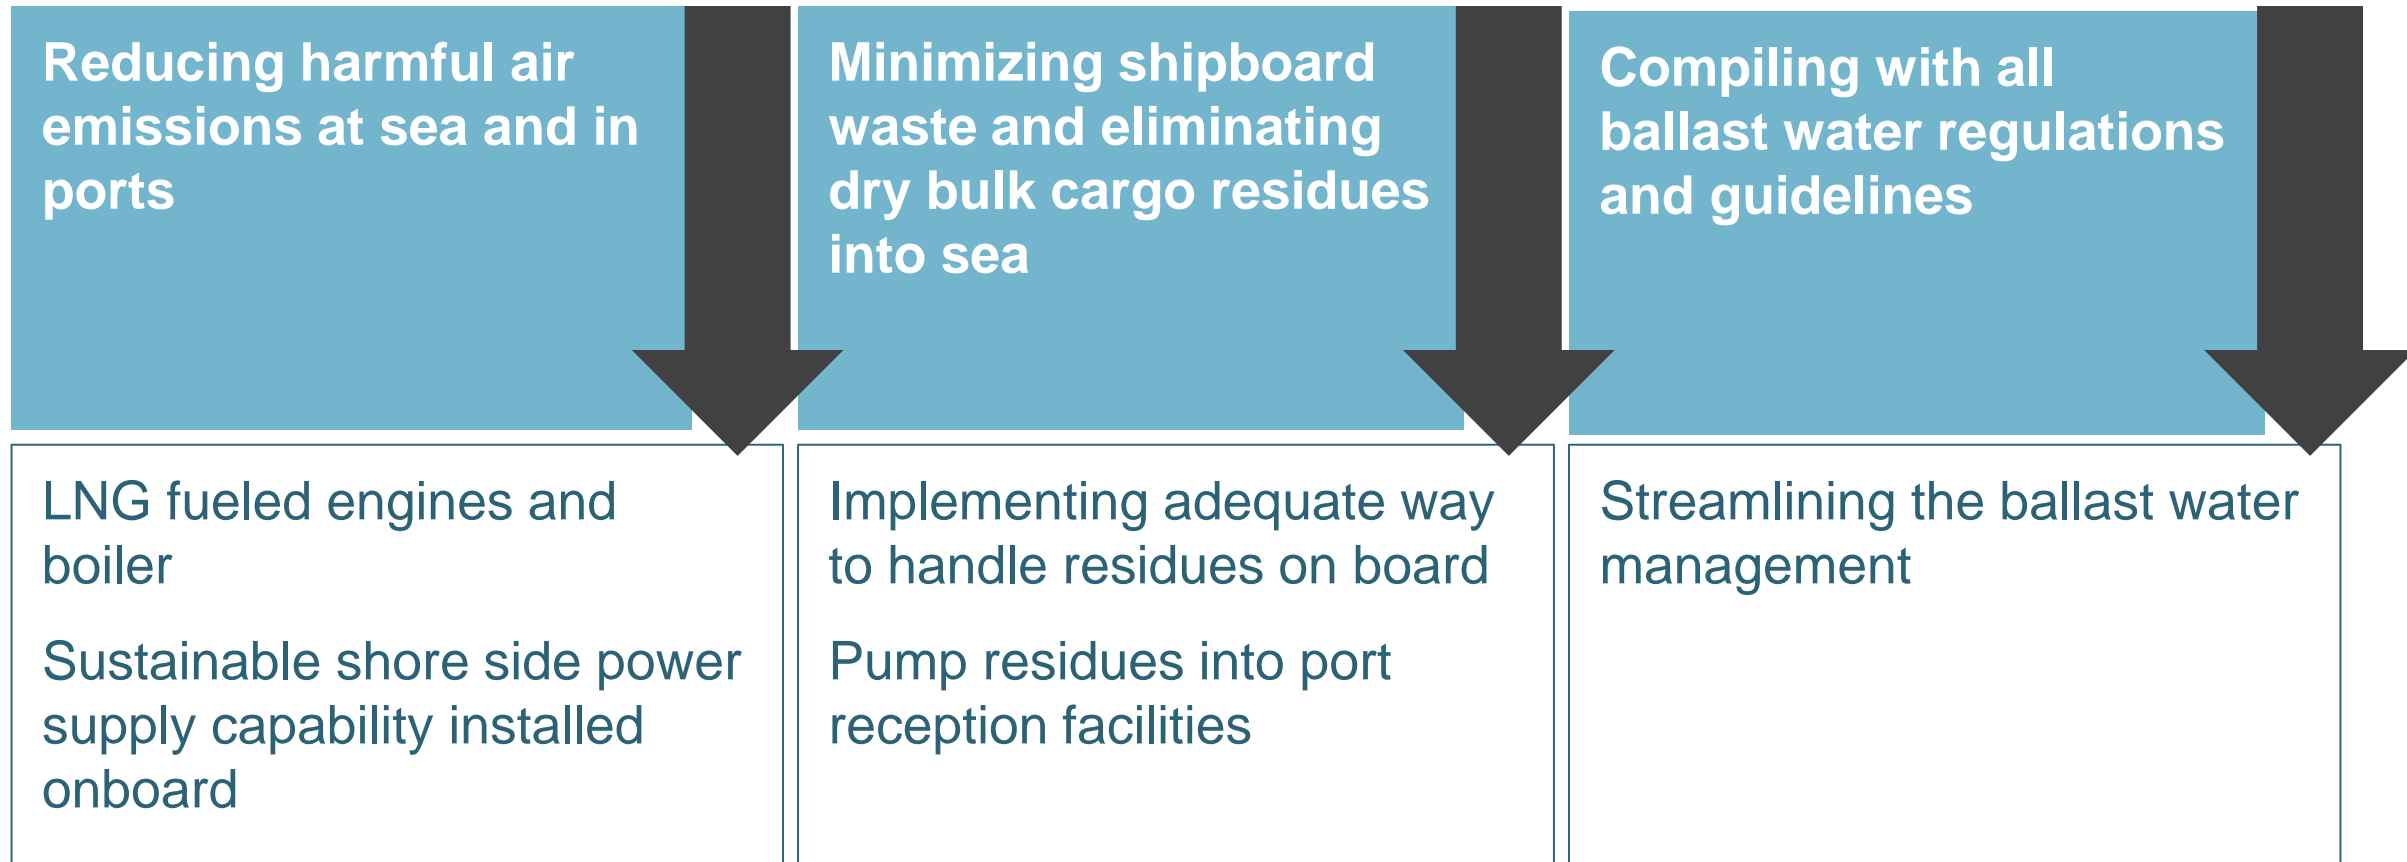 Reducing harmful air
emissions at sea and in
ports
Minimizing shipboard
waste and eliminating
dry bulk cargo residues
into sea
Compiling with all
ballast water regulations
and guidelines
LNG fueled engines and
boiler
Sustainable shore side power
supply capability installed
onboard
Implementing adequate way
to handle residues on board
Pump residues into port
reception facilities
Streamlining the ballast water
management